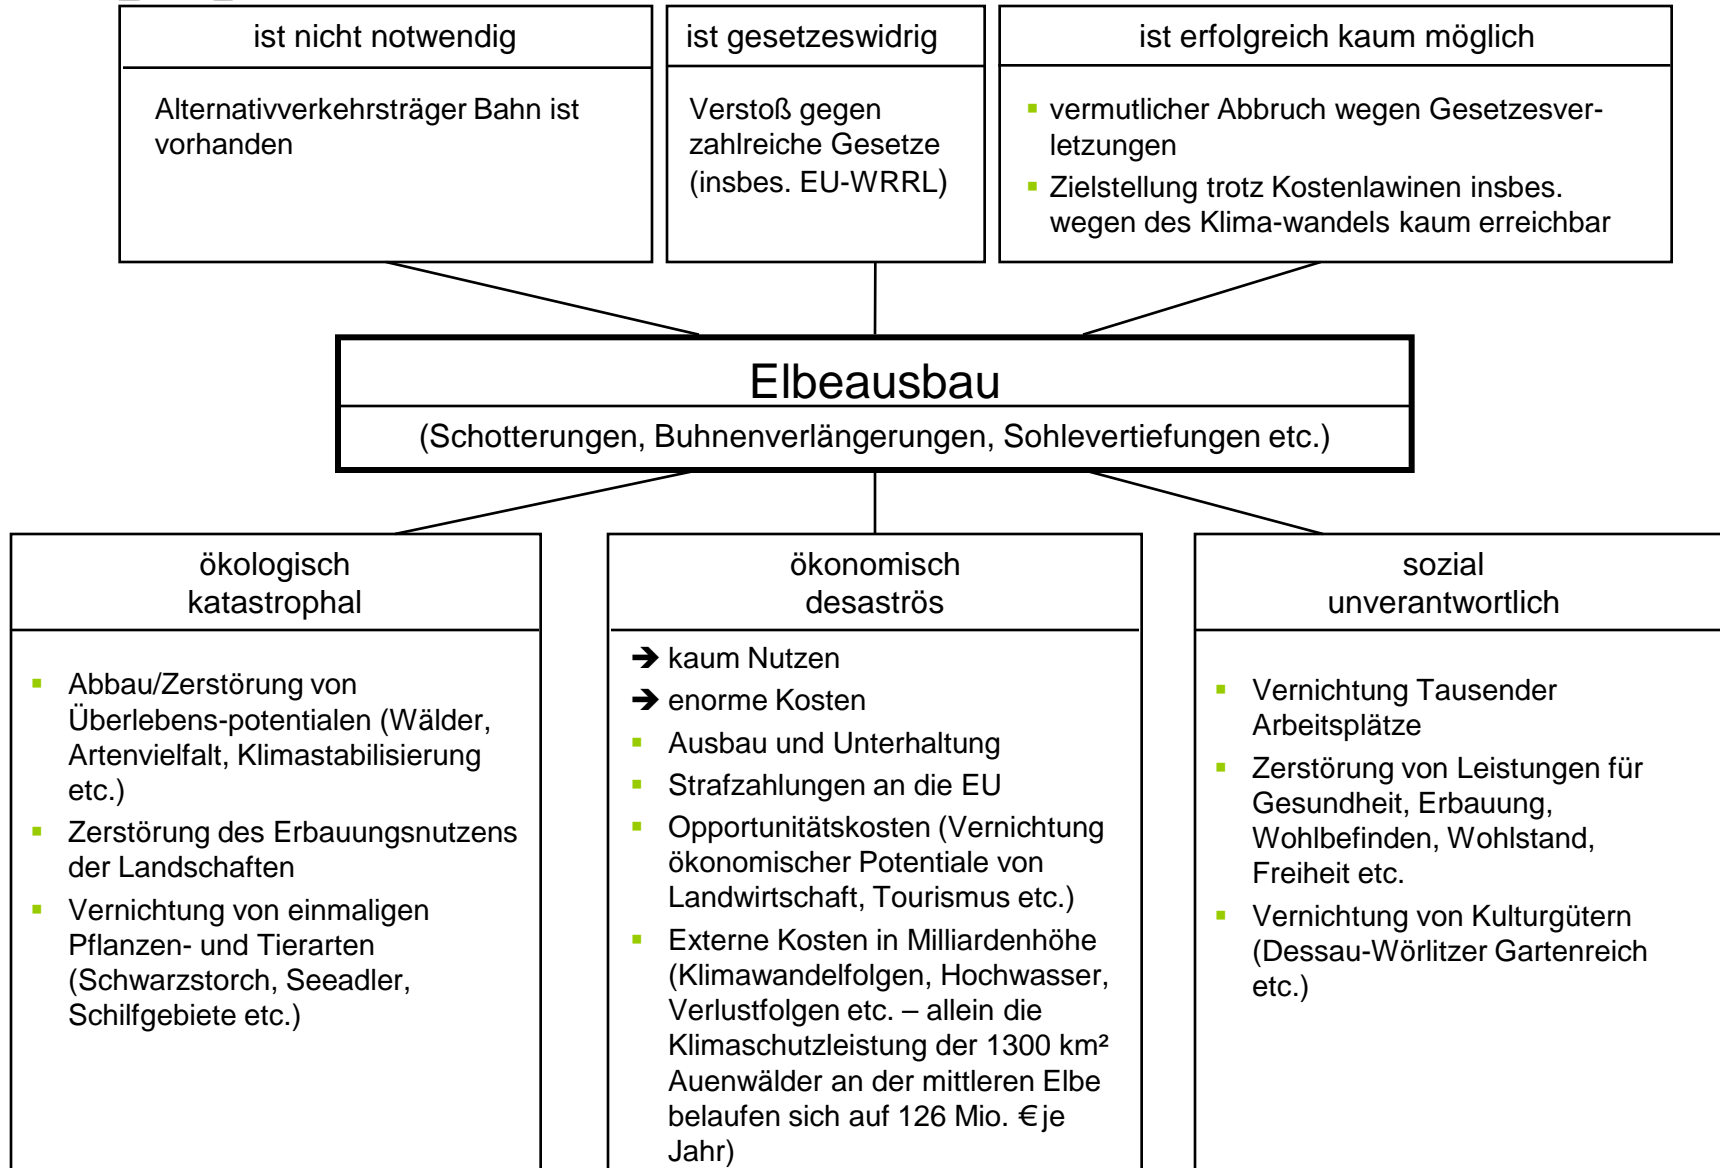 ist nicht notwendig
Alternativverkehrsträger Bahn ist
vorhanden
ist gesetzeswidrig
Verstoß gegen
zahlreiche Gesetze
(insbes. EU-WRRL)
ist erfolgreich kaum möglich
▪ vermutlicher Abbruch wegen Gesetzesver-
letzungen
▪ Zielstellung trotz Kostenlawinen insbes.
wegen des Klima-wandels kaum erreichbar
Elbeausbau
(Schotterungen, Buhnenverlängerungen, Sohlevertiefungen etc.)
ökologisch
katastrophal
▪ Abbau/Zerstörung von
Überlebens-potentialen (Wälder,
Artenvielfalt, Klimastabilisierung
etc.)
▪ Zerstörung des Erbauungsnutzens
der Landschaften
▪ Vernichtung von einmaligen
Pflanzen- und Tierarten
(Schwarzstorch, Seeadler,
Schilfgebiete etc.)
ökonomisch
desaströs
➔ kaum Nutzen
➔ enorme Kosten
▪ Ausbau und Unterhaltung
▪ Strafzahlungen an die EU
▪ Opportunitätskosten (Vernichtung
ökonomischer Potentiale von
Landwirtschaft, Tourismus etc.)
▪ Externe Kosten in Milliardenhöhe
(Klimawandelfolgen, Hochwasser,
Verlustfolgen etc. – allein die
Klimaschutzleistung der 1300 km²
Auenwälder an der mittleren Elbe
belaufen sich auf 126 Mio. € je
Jahr)
sozial
unverantwortlich
▪ Vernichtung Tausender
Arbeitsplätze
▪ Zerstörung von Leistungen für
Gesundheit, Erbauung,
Wohlbefinden, Wohlstand,
Freiheit etc.
▪ Vernichtung von Kulturgütern
(Dessau-Wörlitzer Gartenreich
etc.)